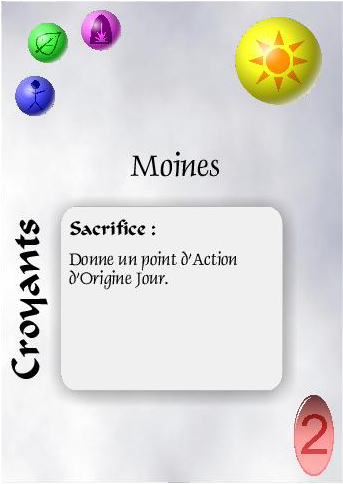 Moines
Croyants
Sacrifice :
Donne un point d'Action
d'Origine Jour.
2